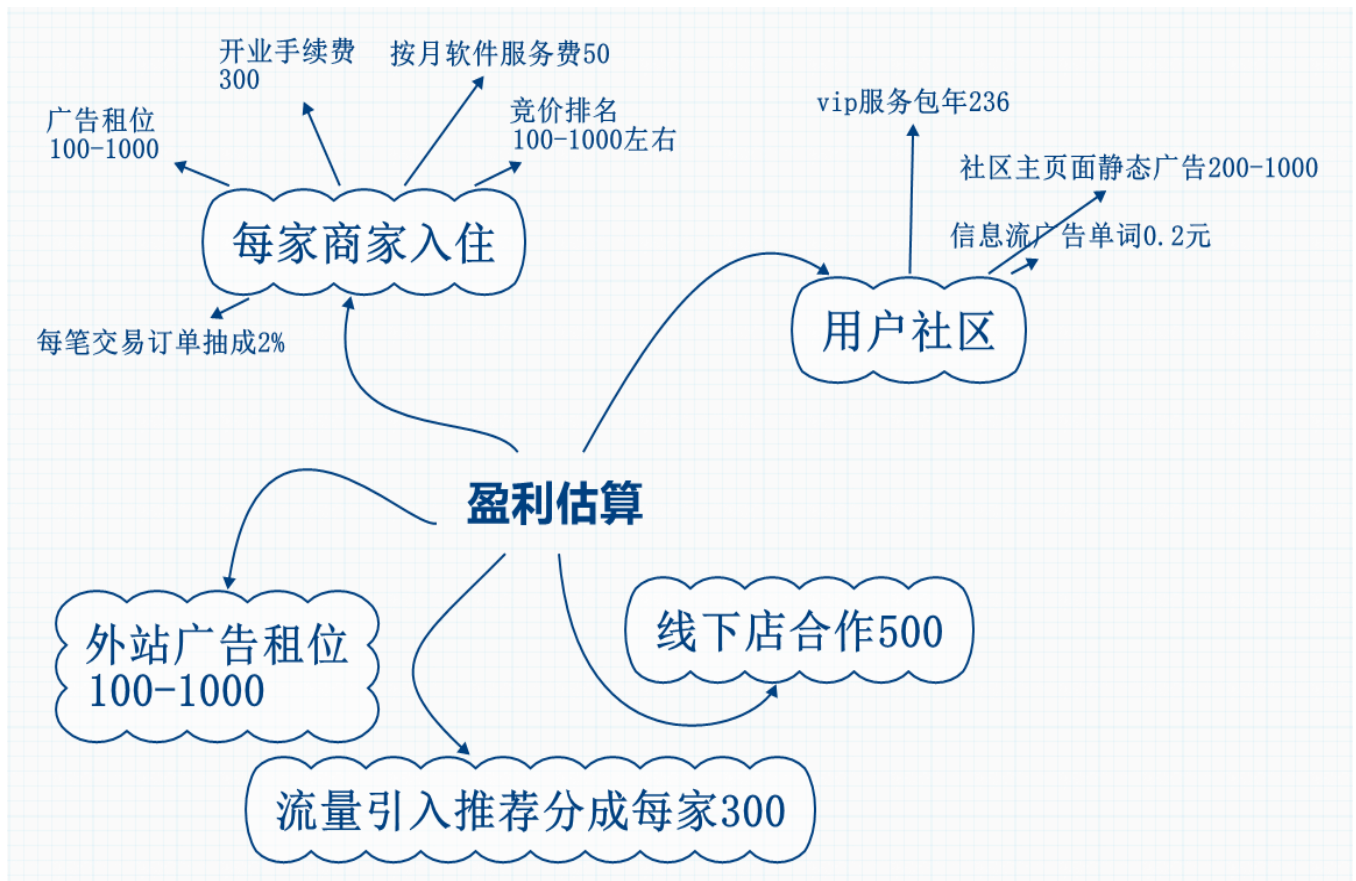 开业手续费
300
按月软件服务费50
广告租位
100-1000
竞价排名
100-1000左右
每家商家入住
每笔交易订单抽成2%
vip服务包年236
社区主页面静态广告200-1000
信息流广告单词0.2元
用户社区
盈利估算
外站广告租位
100-1000
线下店合作500
流量引入推荐分成每家300